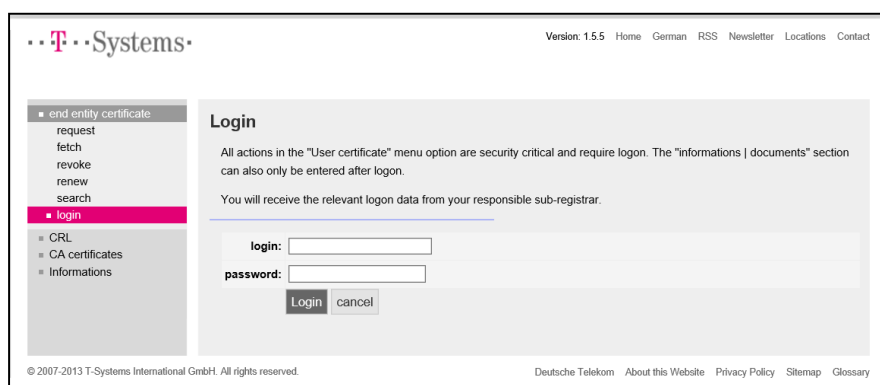 ··T··Systems·
Version: 1.5.5 Home German RSS Newsletter Locations Contact
end entity certificate
request
fetch
revoke
renew
search
login
CRL
CA certificates
Informations
Login
All actions in the "User certificate" menu option are security critical and require logon. The "informations | documents" section
can also only be entered after logon.
You will receive the relevant logon data from your responsible sub-registrar.
login:
password:
Login cancel
© 2007-2013 T-Systems International GmbH. All rights reserved.
Deutsche Telekom About this Website Privacy Policy Sitemap Glossary